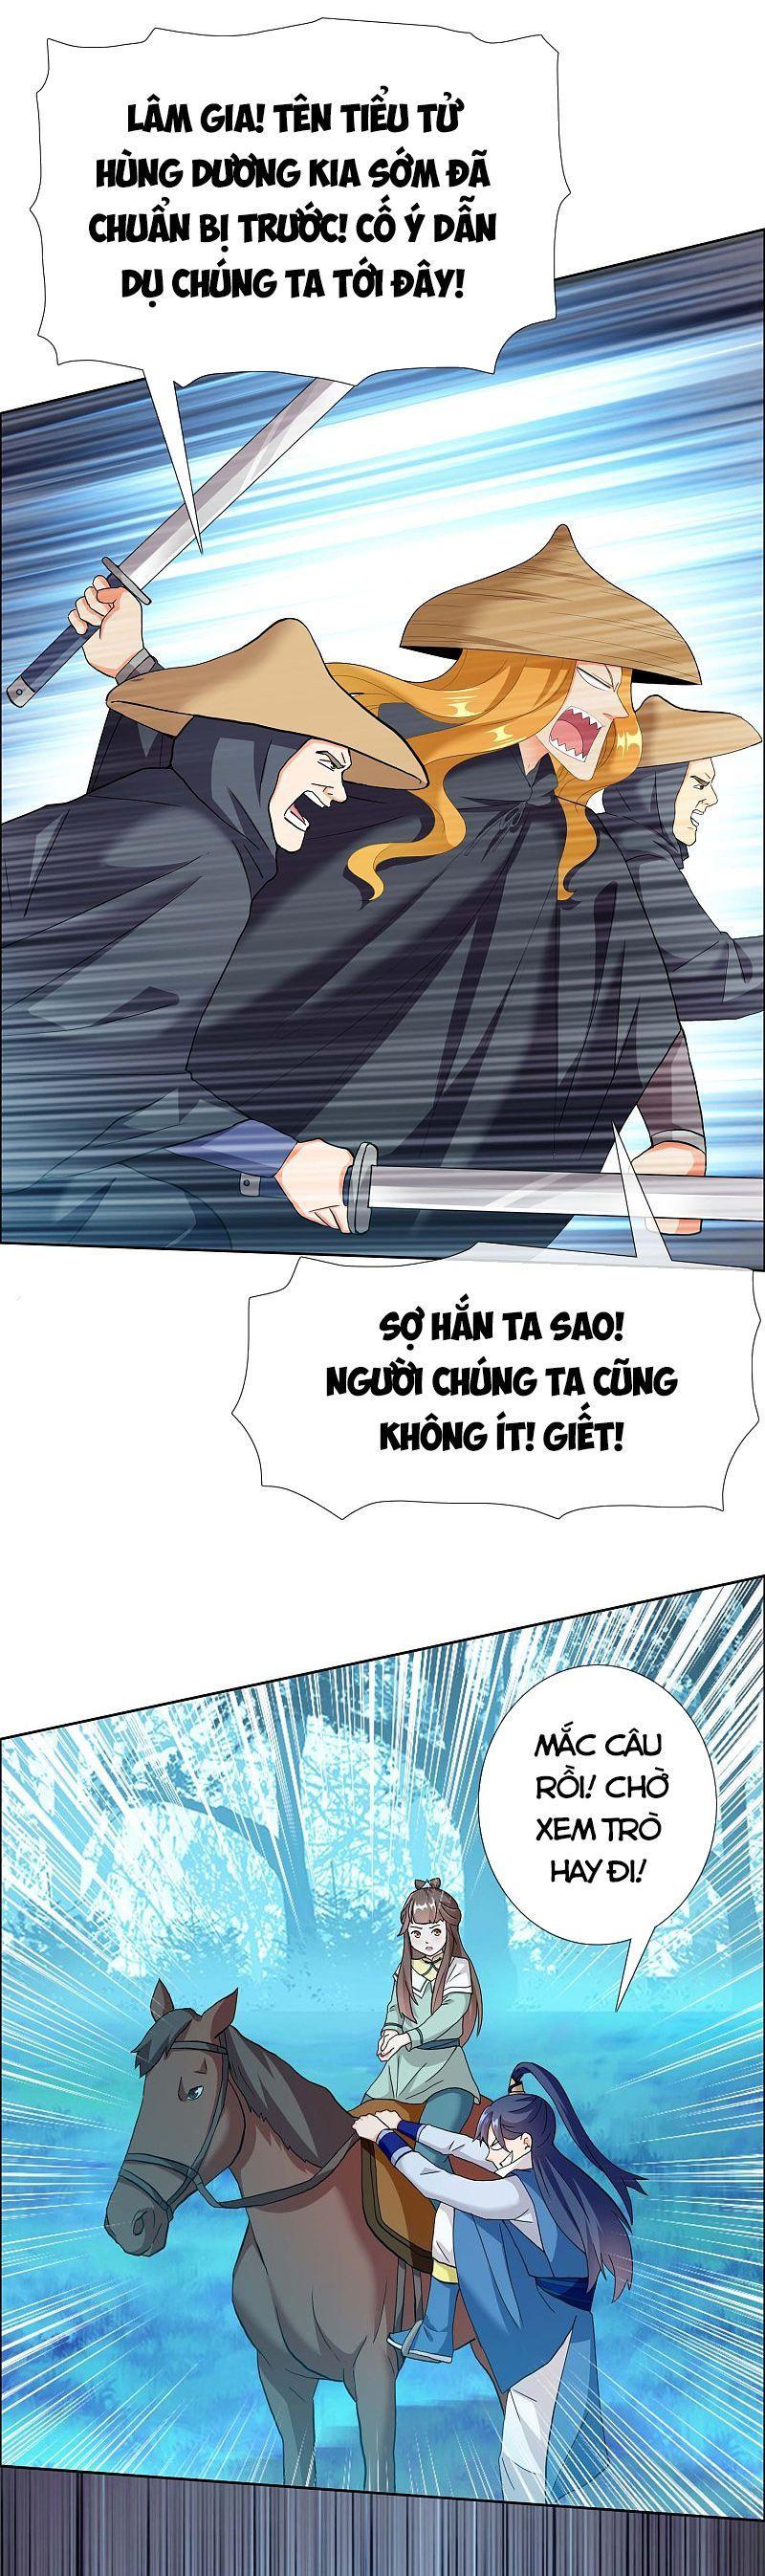 LÂM GIA! TÊN TIỂU TỬ
HÙNG DƯƠNG KIA SỚM ĐÃ
CHUẨN BỊ TRƯỚC! CỐ Ý DẪN
DỤ CHÚNG TA TỚI ĐÂY!
SỢ HẮN TA SAO!
NGƯỜI CHÚNG TA CŨNG
KHÔNG ÍT! GIẾT!
MẮC CÂU
RỒI! CHỜ
XEM TRÒ
HAY ĐI!